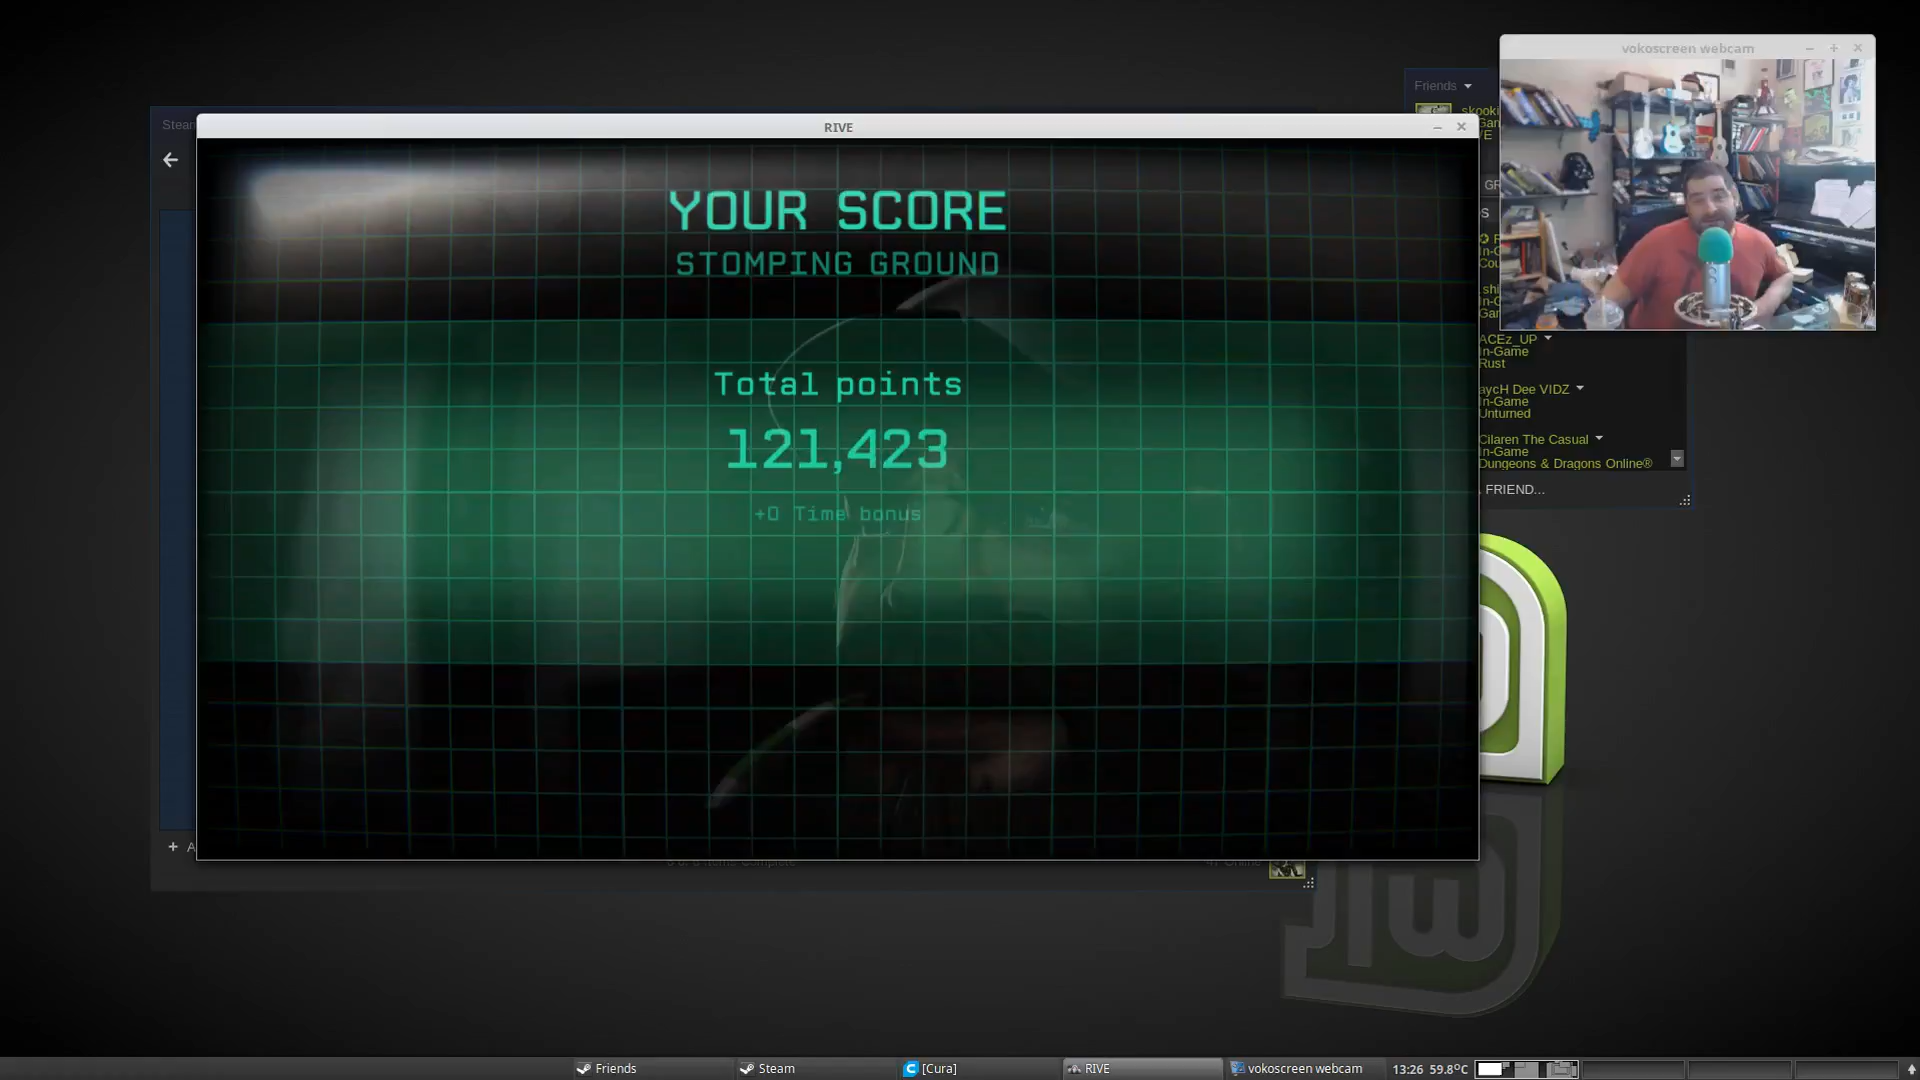 vokoscreen webcam
Friends
Steam
RIVE
skooki
YOUR SCORE
STOMPING GROUND
Total points
121,423
+0 Time bonus
ACEz_UP
In-Game
Rust
aycH Dee VIDZ
In-Game
Unturned
Cilaren The Casual
In-Game
Dungeons & Dragons Online®
FRIEND...
Friends
Steam
[Cura]
RIVE
vokoscreen webcam
13:26 59.8°C